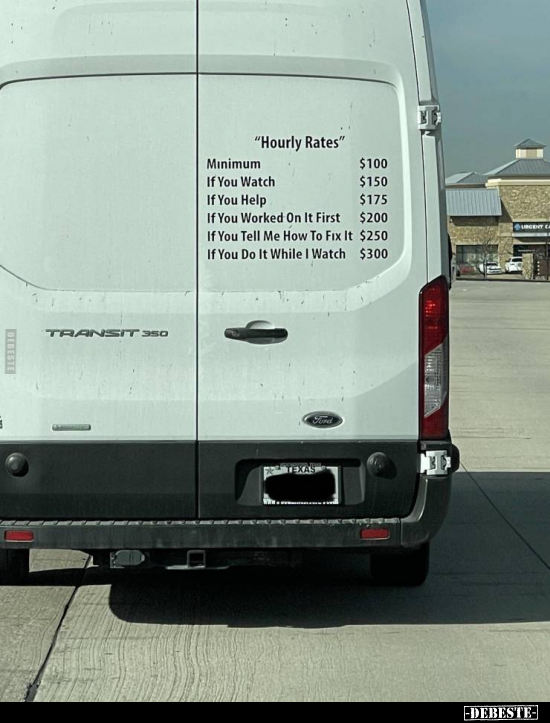 "Hourly Rates"
Minimum $100
If You Watch $150
If You Help $175
If You Worked On It First $200
If You Tell Me How To Fix It $250
If You Do It While I Watch $300
URGENT
TRANSIT 350
DEBESTE
Ford
TEXAS
-DEBESTE-